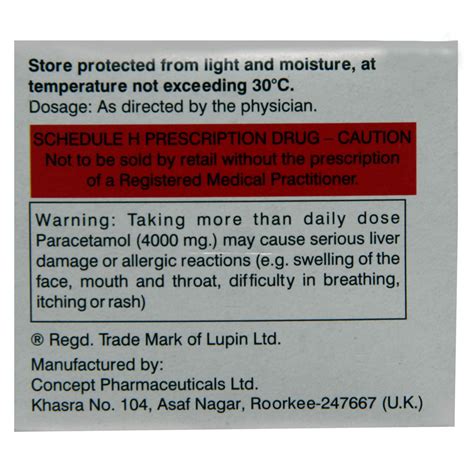 Store protected from light and moisture, at
temperature not exceeding 30°C.
Dosage: As directed by the physician.
SCHEDULE H PRESCRIPTION DRUG – CAUTION
Not to be sold by retail without the prescription
of a Registered Medical Practitioner.
Warning: Taking more than daily dose
Paracetamol (4000 mg.) may cause serious liver
damage or allergic reactions (e.g. swelling of the
face, mouth and throat, difficulty in breathing,
itching or rash)
® Regd. Trade Mark of Lupin Ltd.
Manufactured by:
Concept Pharmaceuticals Ltd.
Khasra No. 104, Asaf Nagar, Roorkee-247667 (U.K.)